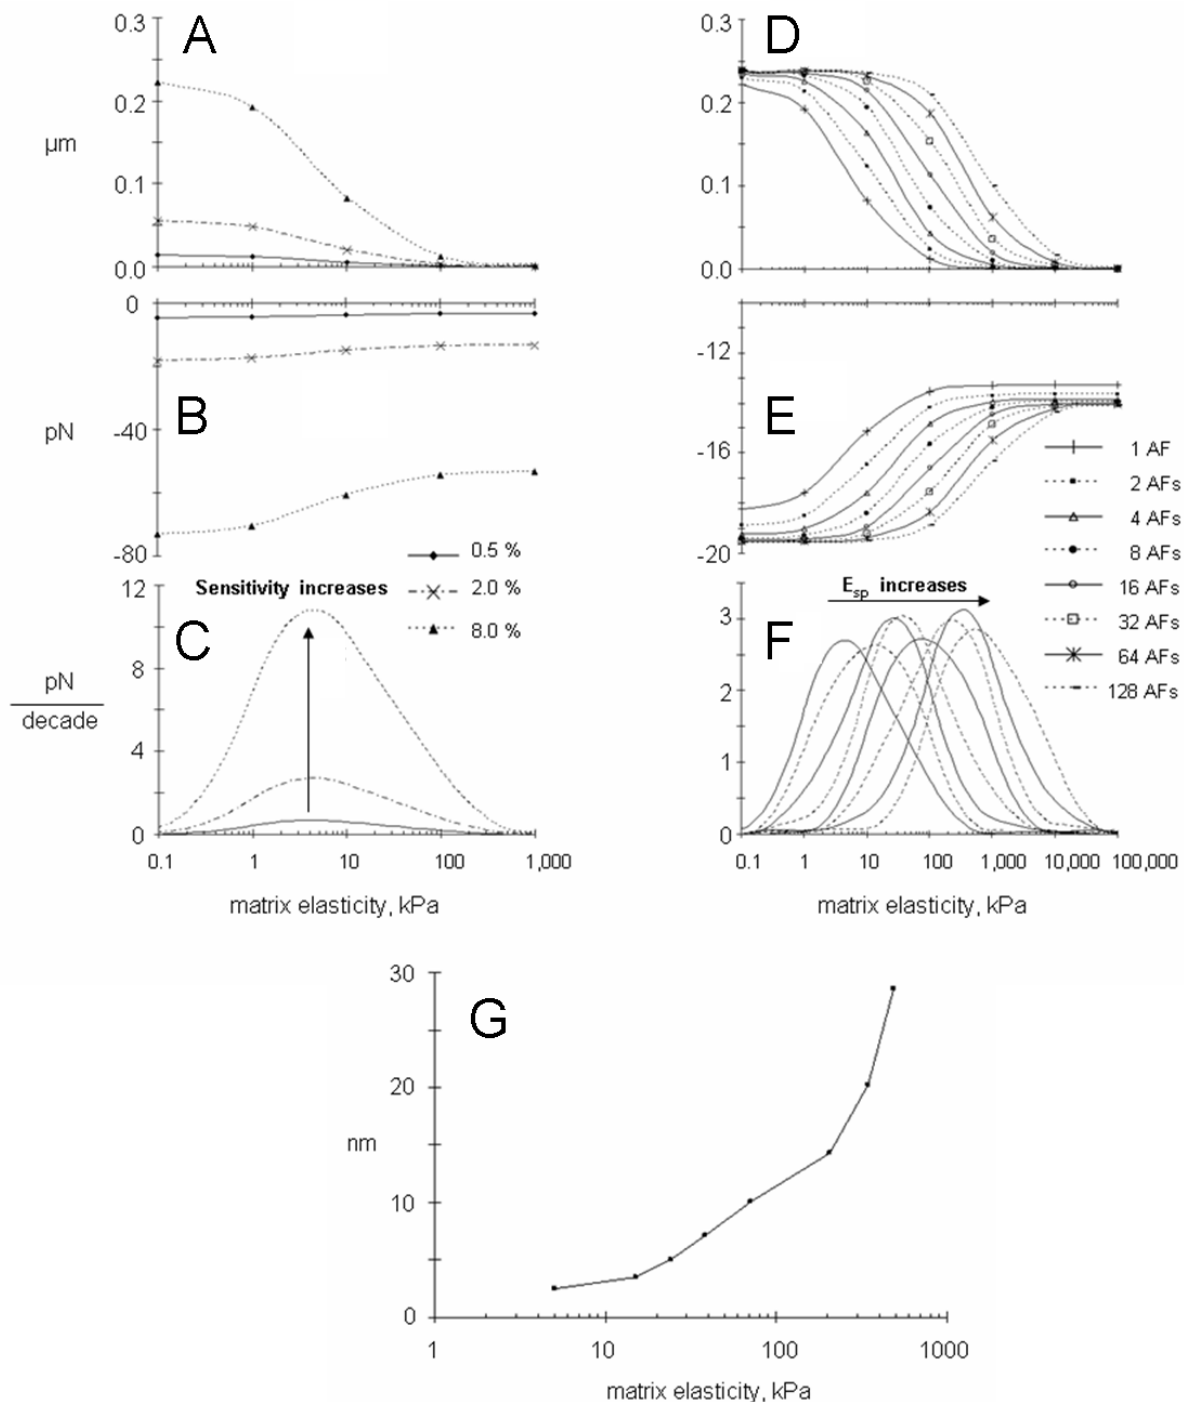 A
0.3
0.2
µm
0.1
0.0
D
0.3
0.2
0.1
0.0
B
0
pN
-40
-80
0.5 %
2.0 %
8.0 %
E
-12
-16
-20
1 AF
2 AFs
4 AFs
8 AFs
16 AFs
32 AFs
64 AFs
128 AFs
C
Sensitivity increases
12
8
pN
decade
4
0
0.1 1 10 100 1,000
matrix elasticity, kPa
F
Esp increases
3
2
1
0
0.1 1 10 100 1,000 10,000 100,000
matrix elasticity, kPa
G
30
20
nm
10
0
1 10 100 1000
matrix elasticity, kPa